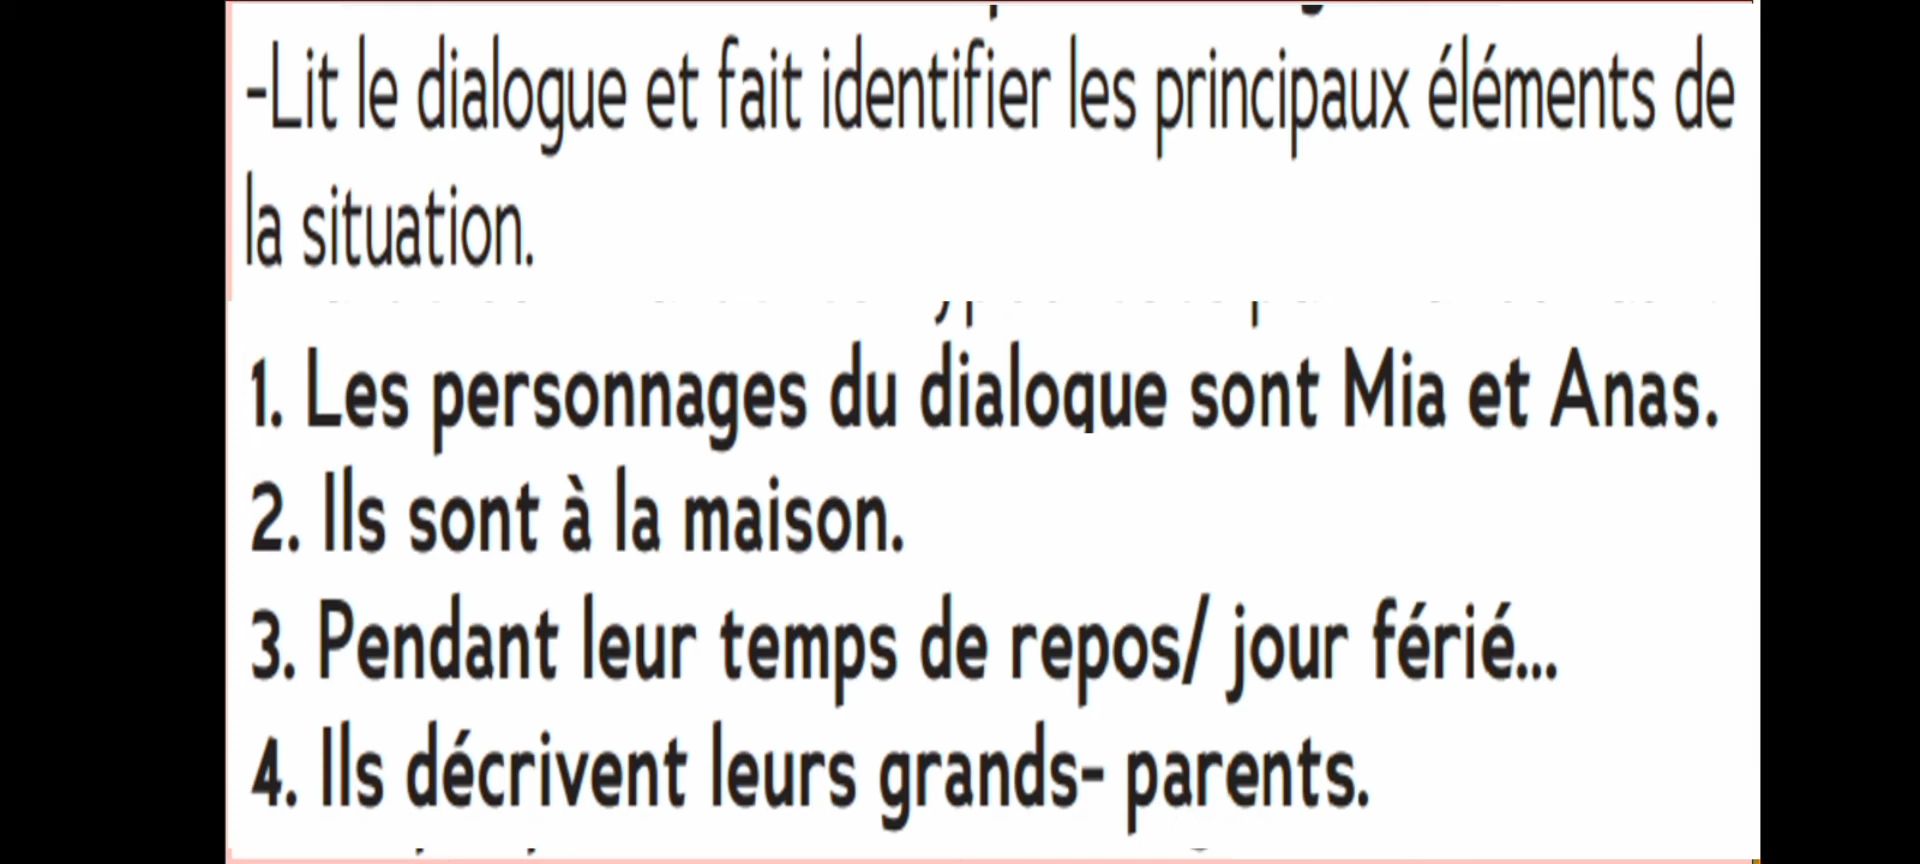 -Lit le dialogue et fait identifier les principaux éléments de
la situation.
1. Les personnages du dialogue sont Mia et Anas.
2. Ils sont à la maison.
3. Pendant leur temps de repos/ jour férié...
4. Ils décrivent leurs grands- parents.